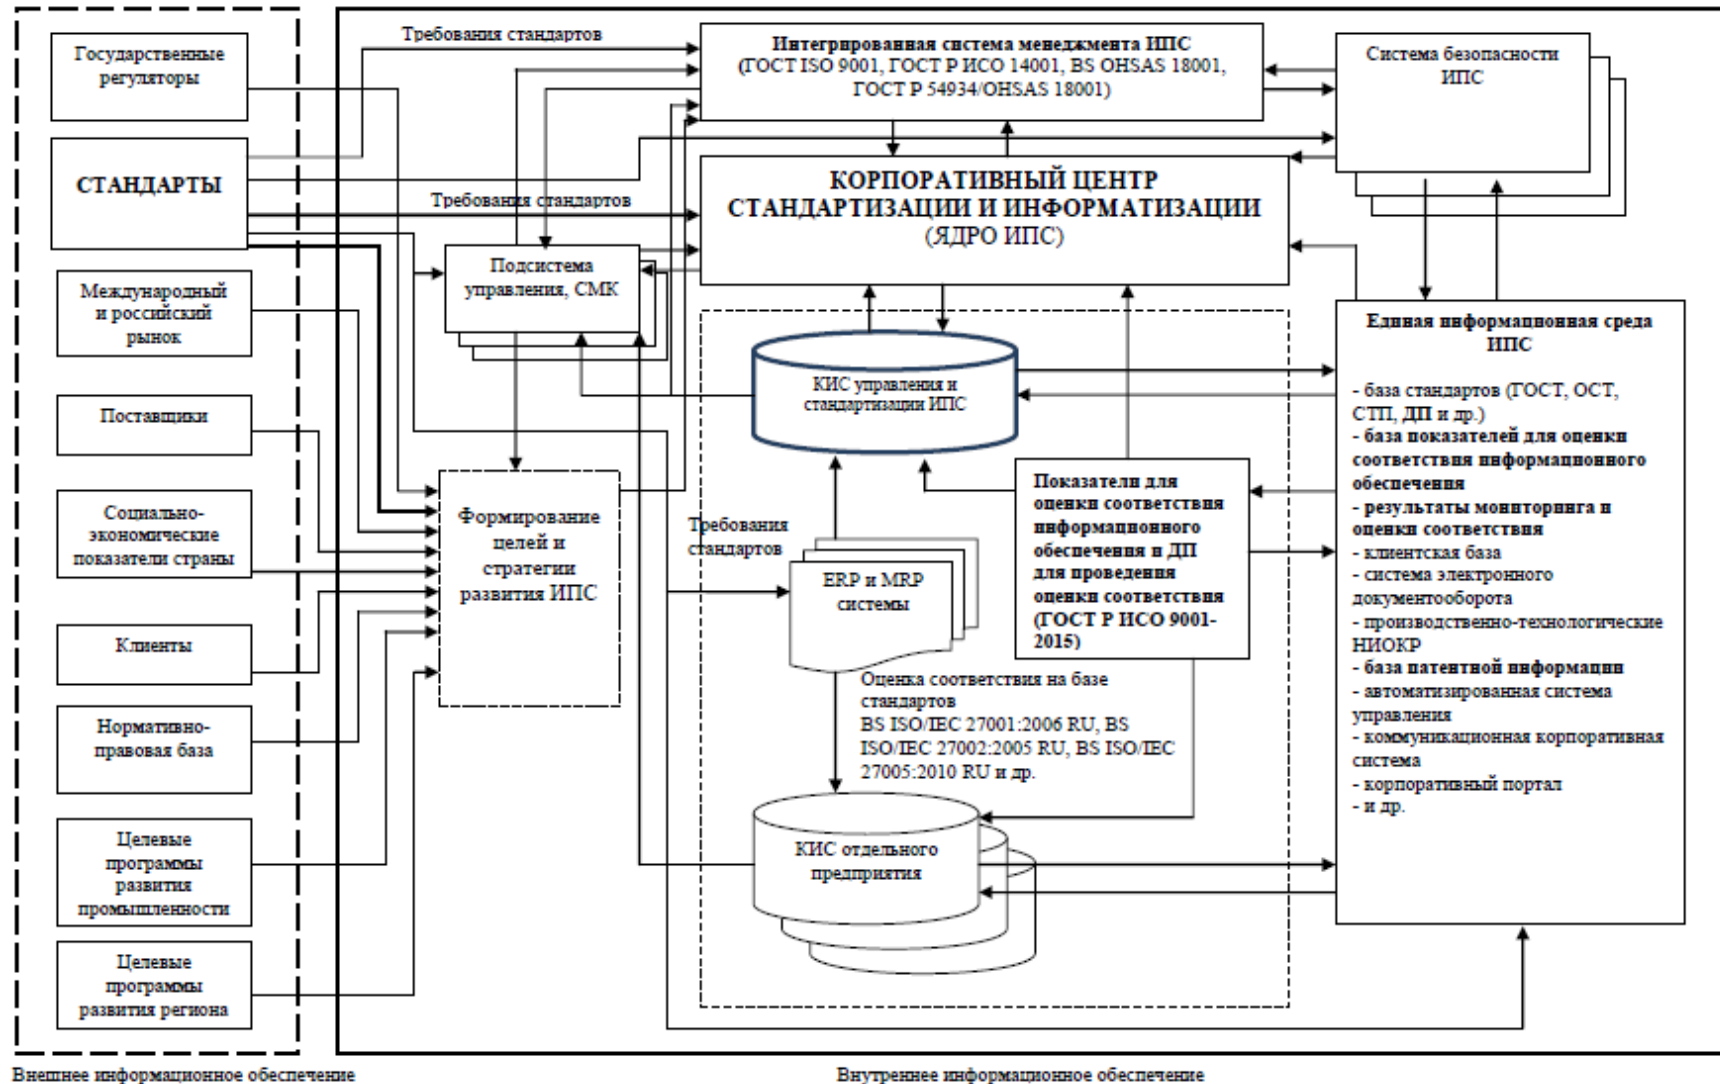 Государственные
регуляторы
СТАНДАРТЫ
Международный
и российский
рынок
Поставщики
Социально-
экономические
показатели страны
Клиенты
Нормативно-
правовая база
Целевые
программы
развития
промышленности
Целевые
программы
развития региона
Внешнее информационное обеспечение
Требования стандартов
Интегрированная система менеджмента ИПС
(ГОСТ ISO 9001, ГОСТ Р ИСО 14001, BS OHSAS 18001,
ГОСТ Р 54934/OHSAS 18001)
Система безопасности
ИПС
Требования стандартов
КОРПОРАТИВНЫЙ ЦЕНТР
СТАНДАРТИЗАЦИИ И ИНФОРМАТИЗАЦИИ
(ЯДРО ИПС)
Подсистема
управления, СМК
КИС управления и
стандартизации ИПС
Формирование
целей и
стратегии
развития ИПС
Требования
стандартов
ERP и MRP
системы
Показатели для
оценки соответствия
информационного
обеспечения и ДП
для проведения
оценки соответствия
(ГОСТ Р ИСО 9001-
2015)
Оценка соответствия на базе
стандартов
BS ISO/IEC 27001:2006 RU, BS
ISO/IEC 27002:2005 RU, BS ISO/IEC
27005:2010 RU и др.
КИС отдельного
предприятия
Единая информационная среда
ИПС
- база стандартов (ГОСТ, ОСТ,
СТП, ДП и др.)
- база показателей для оценки
соответствия информационного
обеспечения
- результаты мониторинга и
оценки соответствия
- клиентская база
- система электронного
документооборота
- производственно-технологические
НИОКР
- база патентной информации
- автоматизированная система
управления
- коммуникационная корпоративная
система
- корпоративный портал
- и др.
Внутреннее информационное обеспечение